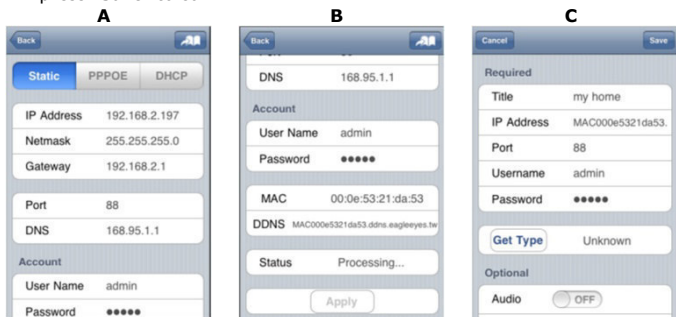 A
Back
Static PPPOE DHCP
IP Address 192.168.2.197
Netmask 255.255.255.0
Gateway 192.168.2.1
Port 88
DNS 168.95.1.1
Account
User Name admin
Password •••••
B
Back
DNS 168.95.1.1
Account
User Name admin
Password •••••
MAC 00:0e:53:21:da:53
DDNS MAC000e5321da53.ddns.eagleeyes.tw
Status Processing...
Apply
C
Cancel Save
Required
Title my home
IP Address MAC000e5321da53.
Port 88
Username admin
Password •••••
Get Type Unknown
Optional
Audio OFF